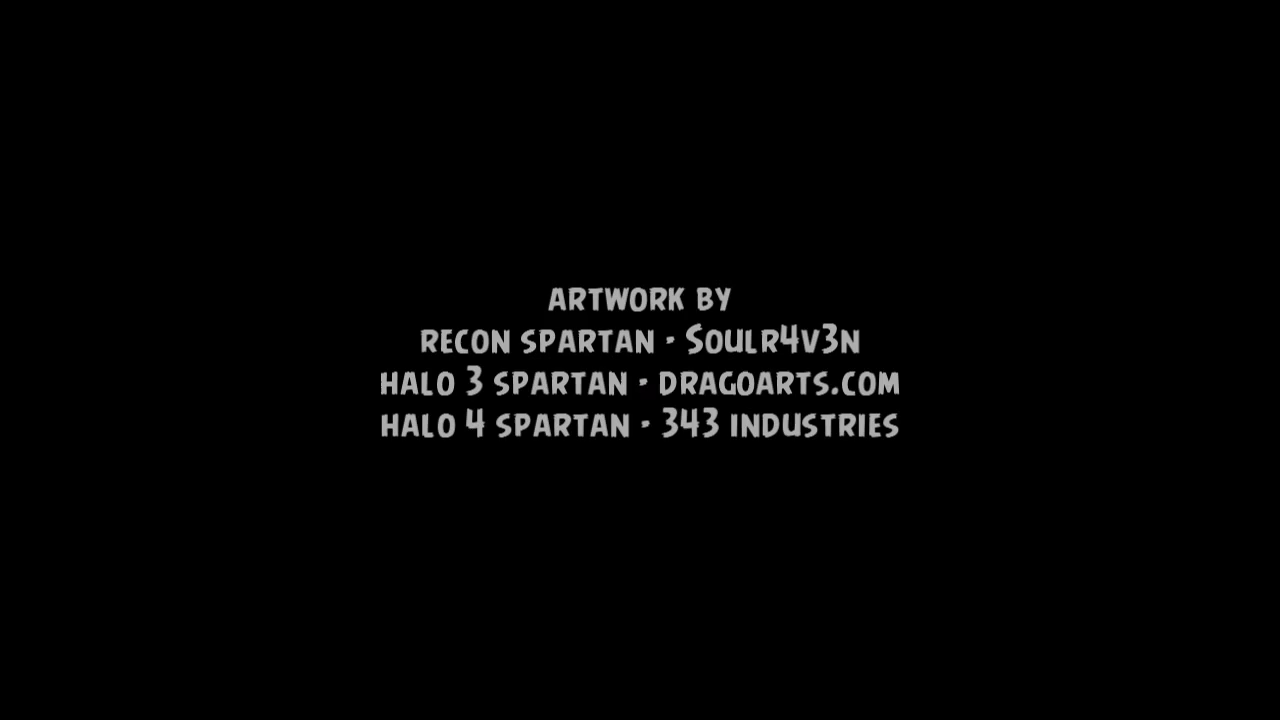 ARTWORK BY
RECON SPARTAN - SOULR4V3N
HALO 3 SPARTAN - DRAGOARTS.COM
HALO 4 SPARTAN - 343 INDUSTRIES